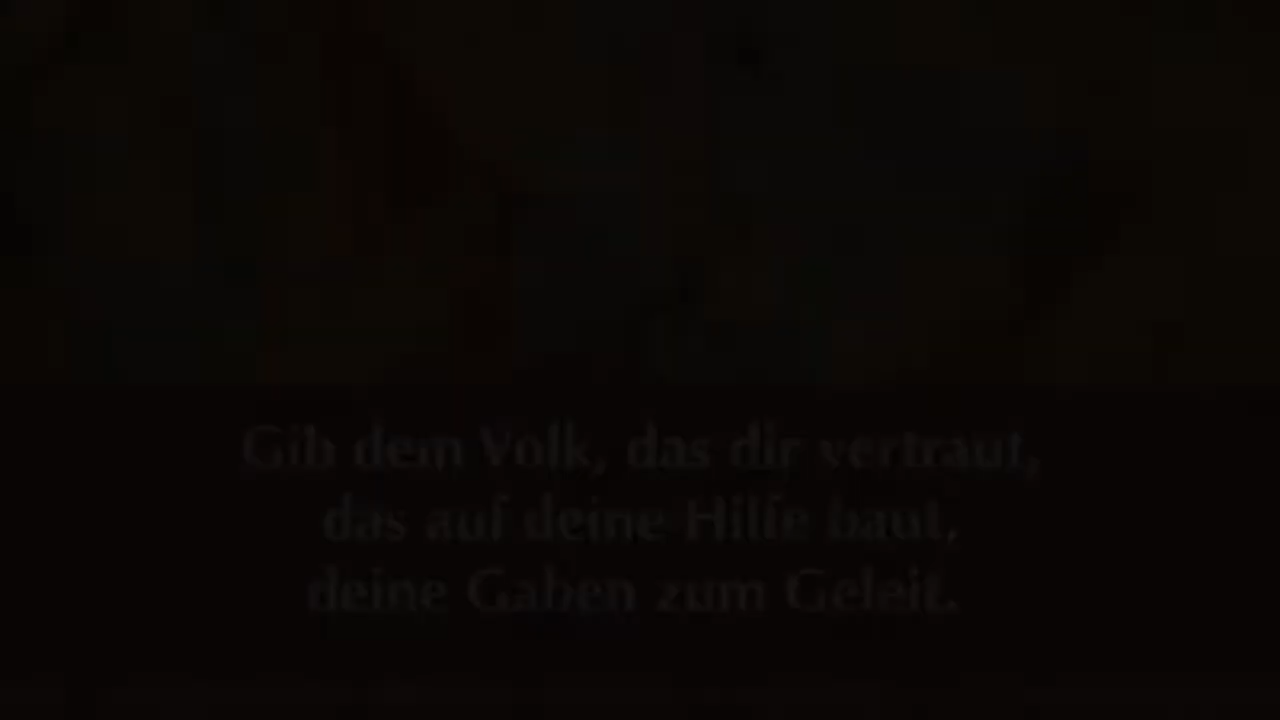 Gib dem Volk, das dir vertraut,
das auf deine Hilfe baut,
deine Gaben zum Geleit.